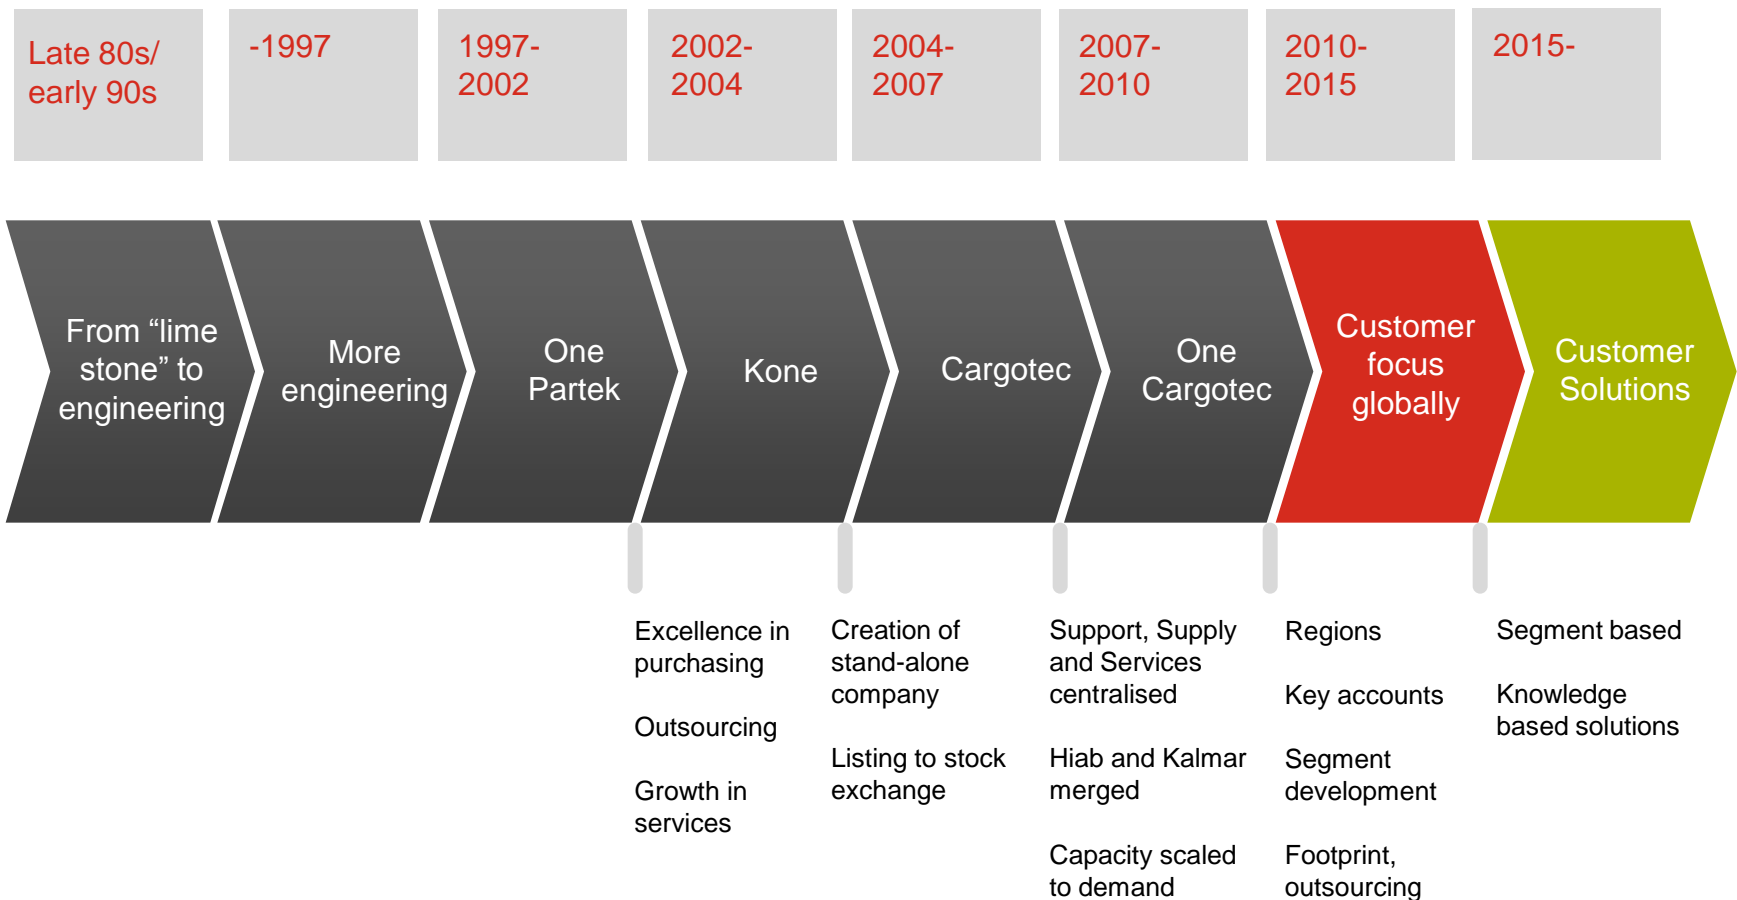 Late 80s/
early 90s
-1997
1997-
2002
2002-
2004
2004-
2007
2007-
2010
2010-
2015
2015-
From “lime
stone” to
engineering
More
engineering
One
Partek
Kone
Cargotec
One
Cargotec
Customer
focus
globally
Customer
Solutions
Excellence in
purchasing
Outsourcing
Growth in
services
Creation of
stand-alone
company
Listing to stock
exchange
Support, Supply
and Services
centralised
Hiab and Kalmar
merged
Capacity scaled
to demand
Regions
Key accounts
Segment
development
Footprint,
outsourcing
Segment based
Knowledge
based solutions